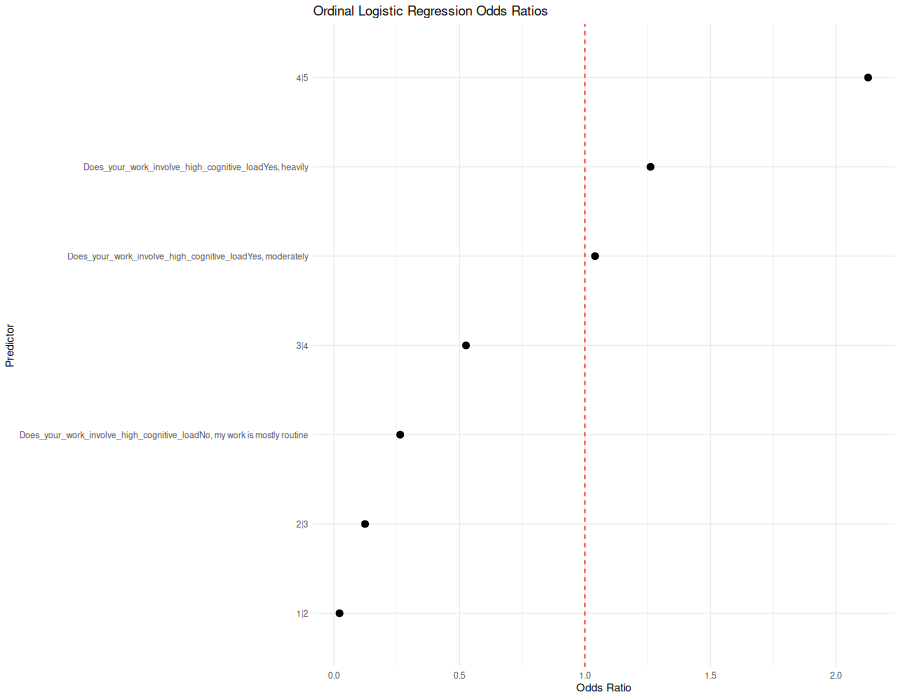 Ordinal Logistic Regression Odds Ratios
4|5
Does_your_work_involve_high_cognitive_loadYes, heavily
Does_your_work_involve_high_cognitive_loadYes, moderately
3|4
Does_your_work_involve_high_cognitive_loadNo, my work is mostly routine
2|3
1|2
Predictor
0.0 0.5 1.0 1.5 2.0
Odds Ratio